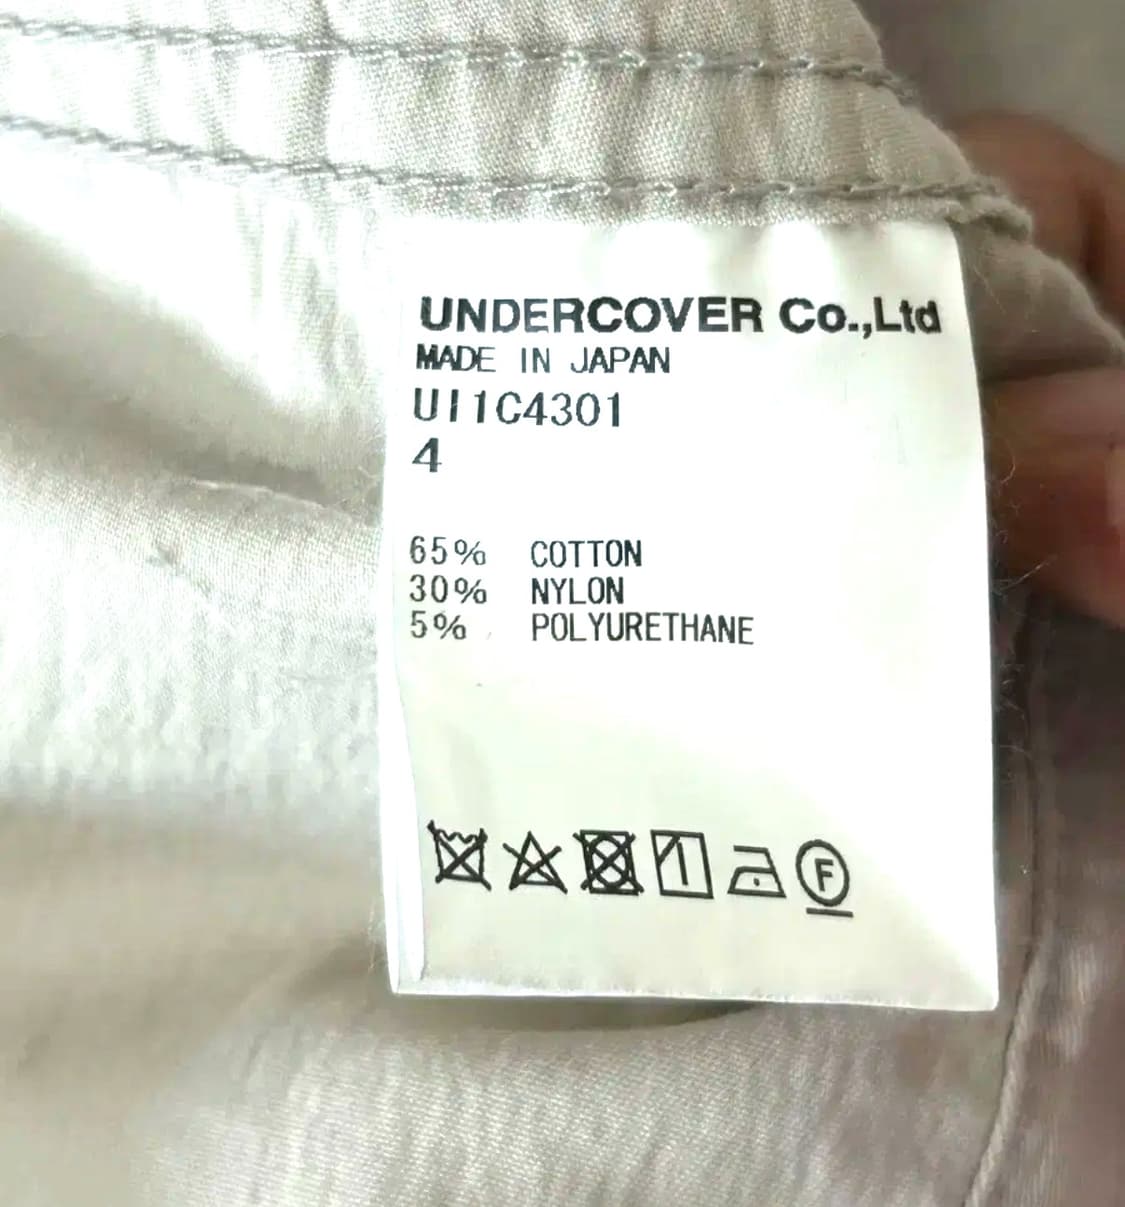 UNDERCOVER Co.,Ltd
MADE IN JAPAN
UI1C4301
4
65% COTTON
30% NYLON
5% POLYURETHANE
F